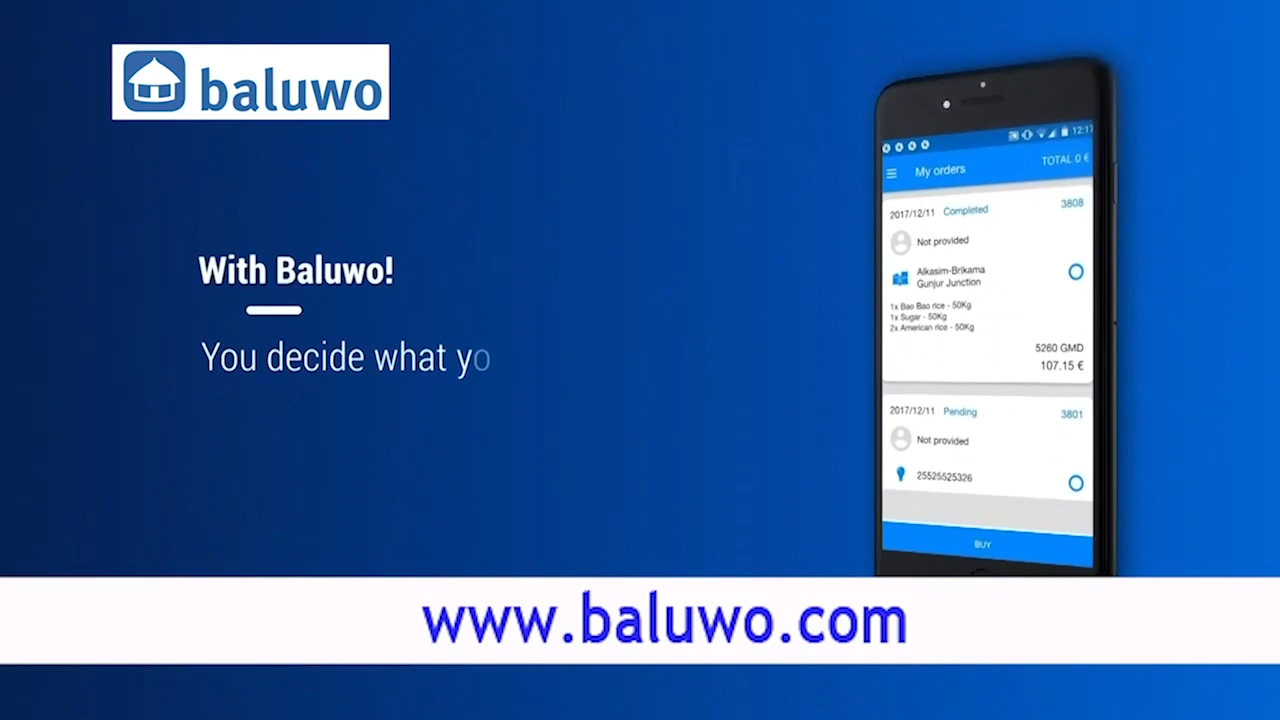 baluwo
With Baluwo!
You decide what yo
12:17
My orders
TOTAL 0 €
2017/12/11 Completed 3808
Not provided
Alkasim-Brikama
Gunjur Junction
1x Bao Bao rice - 50Kg
1x Sugar - 50Kg
2x American rice - 50Kg
5260 GMD
107.15 €
2017/12/11 Pending 3801
Not provided
25525525326
BUY
www.baluwo.com